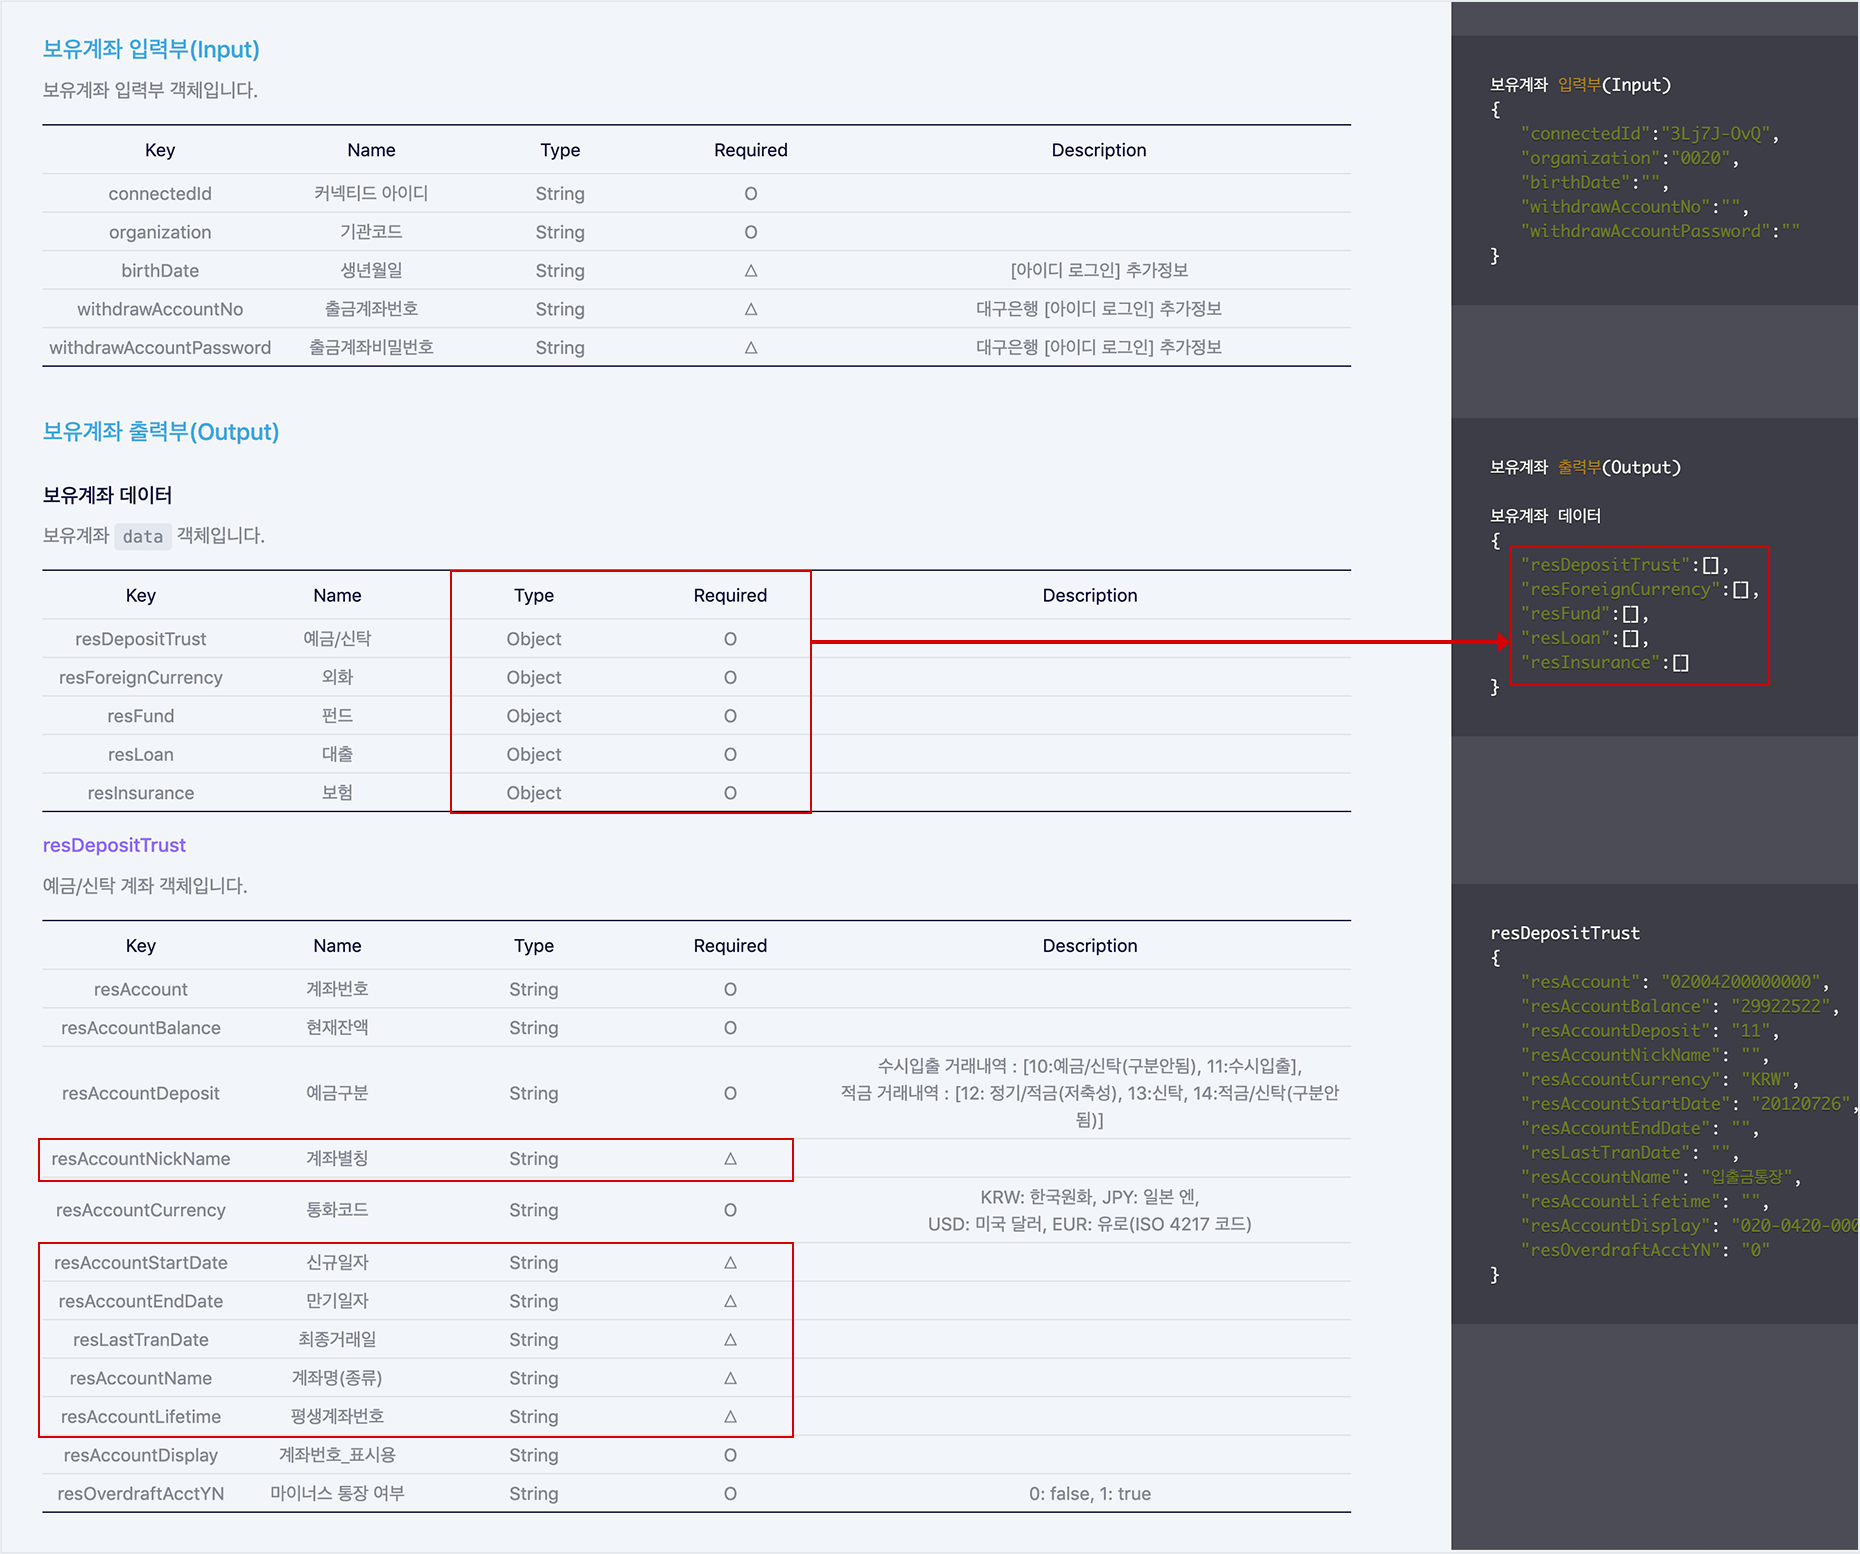 보유계좌 입력부(Input)
보유계좌 입력부 객체입니다.
Key Name Type Required Description
connectedId 커넥티드 아이디 String O
organization 기관코드 String O
birthDate 생년월일 String △ [아이디 로그인] 추가정보
withdrawAccountNo 출금계좌번호 String △ 대구은행 [아이디 로그인] 추가정보
withdrawAccountPassword 출금계좌비밀번호 String △ 대구은행 [아이디 로그인] 추가정보
보유계좌 출력부(Output)
보유계좌 데이터
보유계좌 data 객체입니다.
Key Name Type Required Description
resDepositTrust 예금/신탁 Object O
resForeignCurrency 외화 Object O
resFund 펀드 Object O
resLoan 대출 Object O
resInsurance 보험 Object O
resDepositTrust
예금/신탁 계좌 객체입니다.
Key Name Type Required Description
resAccount 계좌번호 String O
resAccountBalance 현재잔액 String O
resAccountDeposit 예금구분 String O 수시입출 거래내역 : [10:예금/신탁(구분안됨), 11:수시입출],
적금 거래내역 : [12: 정기/적금(저축성), 13:신탁, 14:적금/신탁(구분안
됨)]
resAccountNickName 계좌별칭 String △
resAccountCurrency 통화코드 String O KRW: 한국원화, JPY: 일본 엔,
USD: 미국 달러, EUR: 유로(ISO 4217 코드)
resAccountStartDate 신규일자 String △
resAccountEndDate 만기일자 String △
resLastTranDate 최종거래일 String △
resAccountName 계좌명(종류) String △
resAccountLifetime 평생계좌번호 String △
resAccountDisplay 계좌번호_표시용 String O
resOverdraftAcctYN 마이너스 통장 여부 String O 0: false, 1: true
보유계좌 입력부(Input)
{
"connectedId":"3Lj7J-OvQ",
"organization":"0020",
"birthDate":"",
"withdrawAccountNo":"",
"withdrawAccountPassword":""
}
보유계좌 출력부(Output)
보유계좌 데이터
{
"resDepositTrust":[],
"resForeignCurrency":[],
"resFund":[],
"resLoan":[],
"resInsurance":[]
}
resDepositTrust
{
"resAccount": "02004200000000",
"resAccountBalance": "29922522",
"resAccountDeposit": "11",
"resAccountNickName": "",
"resAccountCurrency": "KRW",
"resAccountStartDate": "20120726",
"resAccountEndDate": "",
"resLastTranDate": "",
"resAccountName": "입출금통장",
"resAccountLifetime": "",
"resAccountDisplay": "020-0420-000
"resOverdraftAcctYN": "0"
}